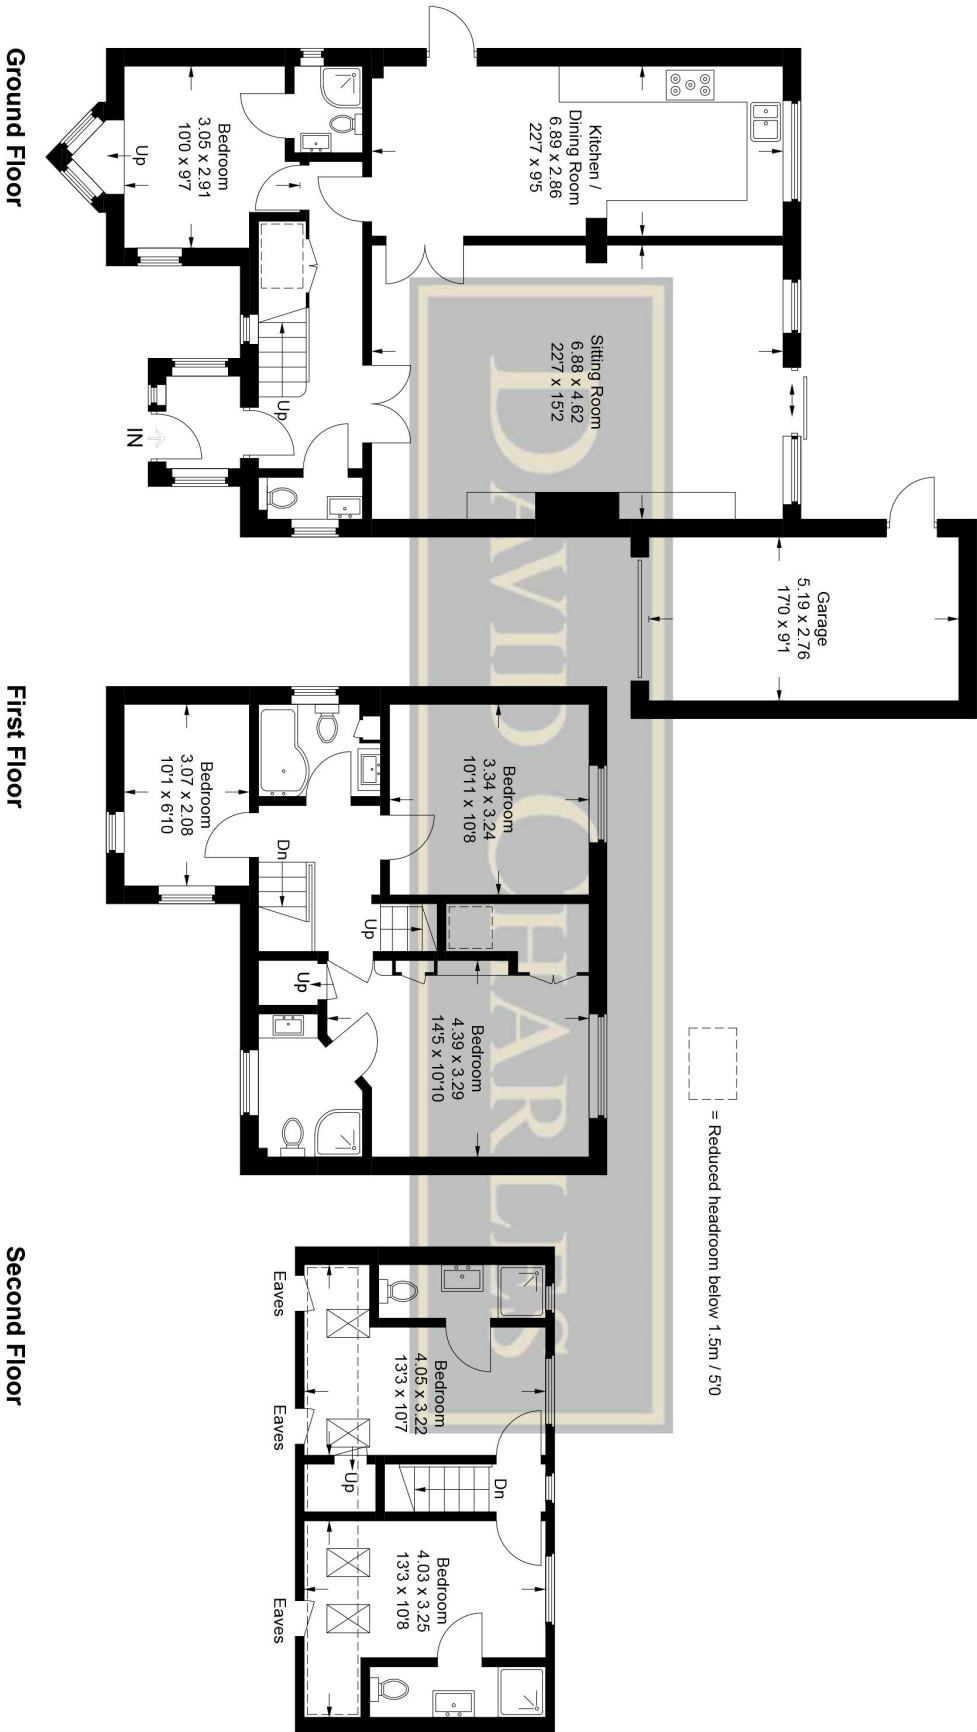 Ground Floor
Kitchen /
Dining Room
6.89 x 2.86
22'7 x 9'5
Bedroom
3.05 x 2.91
10'0 x 9'7
Up
Sitting Room
6.88 x 4.62
22'7 x 15'2
Up
IN
Garage
5.19 x 2.76
17'0 x 9'1
First Floor
Bedroom
3.34 x 3.24
10'11 x 10'8
Bedroom
3.07 x 2.08
10'1 x 6'10
Dn
Up
Up
Bedroom
4.39 x 3.29
14'5 x 10'10
= Reduced headroom below 1.5m / 5'0
Second Floor
Bedroom
4.05 x 3.22
13'3 x 10'7
Eaves
Eaves
Up
Dn
Bedroom
4.03 x 3.25
13'3 x 10'8
Eaves
DAVID CHARLES